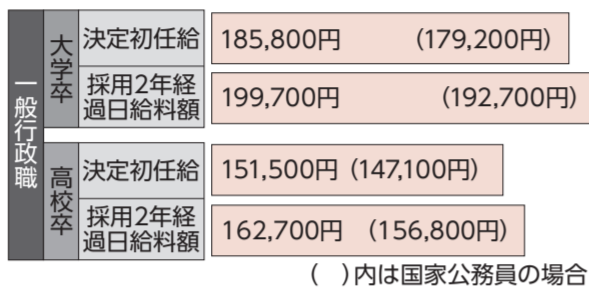 一般行政職
大学卒
決定初任給
185,800円 (179,200円)
採用2年経
過日給料額
199,700円 (192,700円)
高校卒
決定初任給
151,500円 (147,100円)
採用2年経
過日給料額
162,700円 (156,800円)
( )内は国家公務員の場合